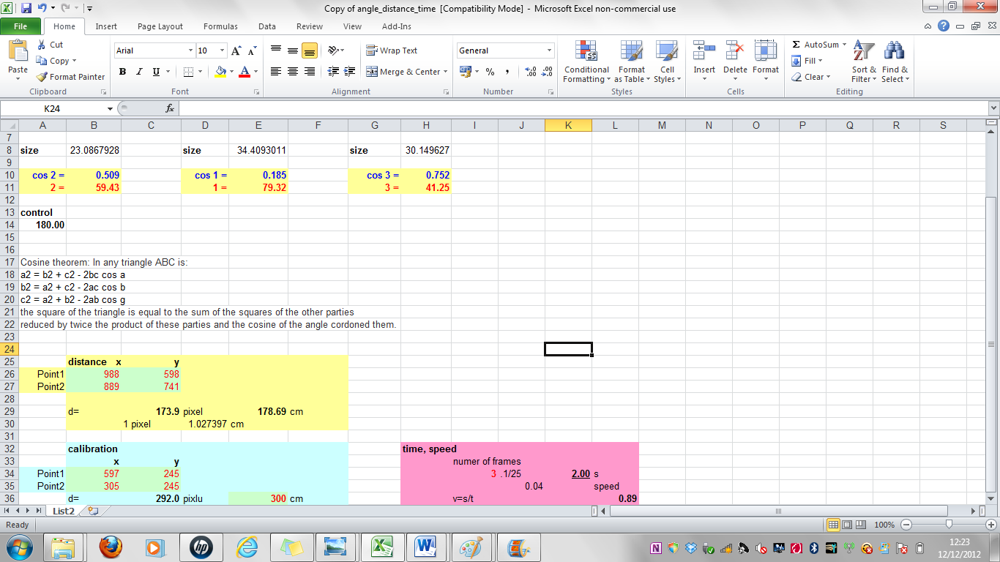 Copy of angle_distance_time [Compatibility Mode] - Microsoft Excel non-commercial use
File Home Insert Page Layout Formulas Data Review View Add-Ins
Paste Cut Copy Format Painter Clipboard
Arial 10 B I U A Font
Wrap Text Merge & Center Alignment
General % , Number
Conditional Formatting Format as Table Cell Styles Styles
Insert Delete Format Cells
Σ AutoSum Fill Clear Sort & Filter Find & Select Editing
K24 fx
A B C D E F G H I J K L M N O P Q R S
7
8 size 23.0867928 size 34.4093011 size 30.149627
9
10 cos 2 = 0.509 cos 1 = 0.185 cos 3 = 0.752
11 2 = 59.43 1 = 79.32 3 = 41.25
12
13 control
14 180.00
15
16
17 Cosine theorem: In any triangle ABC is:
18 a2 = b2 + c2 - 2bc cos a
19 b2 = a2 + c2 - 2ac cos b
20 c2 = a2 + b2 - 2ab cos g
21 the square of the triangle is equal to the sum of the squares of the other parties
22 reduced by twice the product of these parties and the cosine of the angle cordoned them.
23
24
25 distance x y
26 Point1 988 598
27 Point2 889 741
28
29 d= 173.9 pixel 178.69 cm
30 1 pixel 1.027397 cm
31
32 calibration time, speed
33 x y numer of frames
34 Point1 597 245 3 .1/25 2.00 s
35 Point2 305 245 0.04 speed
36 d= 292.0 pixlu 300 cm v=s/t 0.89
List2
Ready 100%
hp
12:23
12/12/2012